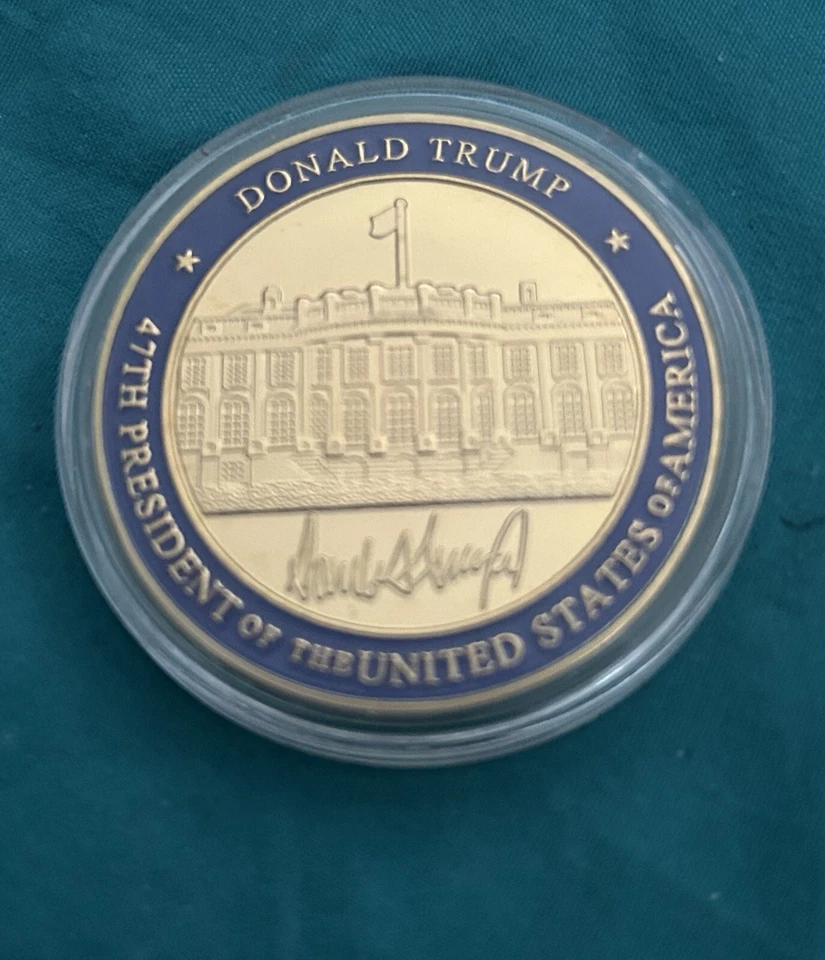 DONALD TRUMP
47TH PRESIDENT OF THE UNITED STATES OF AMERICA